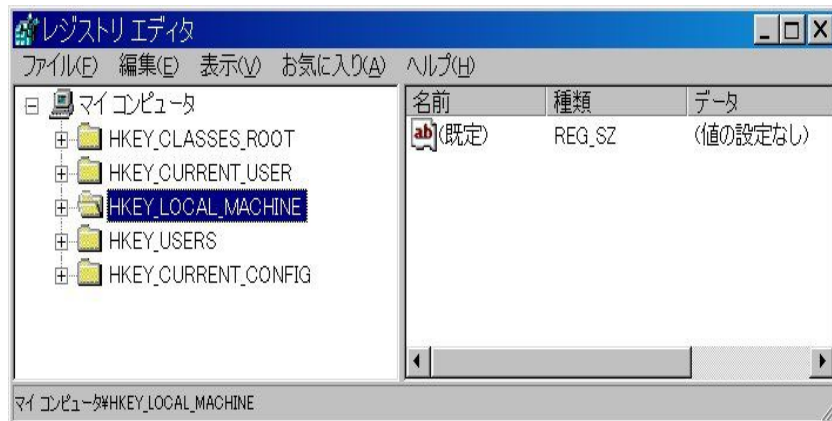 レジストリ エディタ
ファイル(F) 編集(E) 表示(V) お気に入り(A) ヘルプ(H)
マイ コンピュータ
HKEY_CLASSES_ROOT
HKEY_CURRENT_USER
HKEY_LOCAL_MACHINE
HKEY_USERS
HKEY_CURRENT_CONFIG
名前 種類 データ
ab (既定) REG_SZ (値の設定なし)
マイ コンピュータ¥HKEY_LOCAL_MACHINE